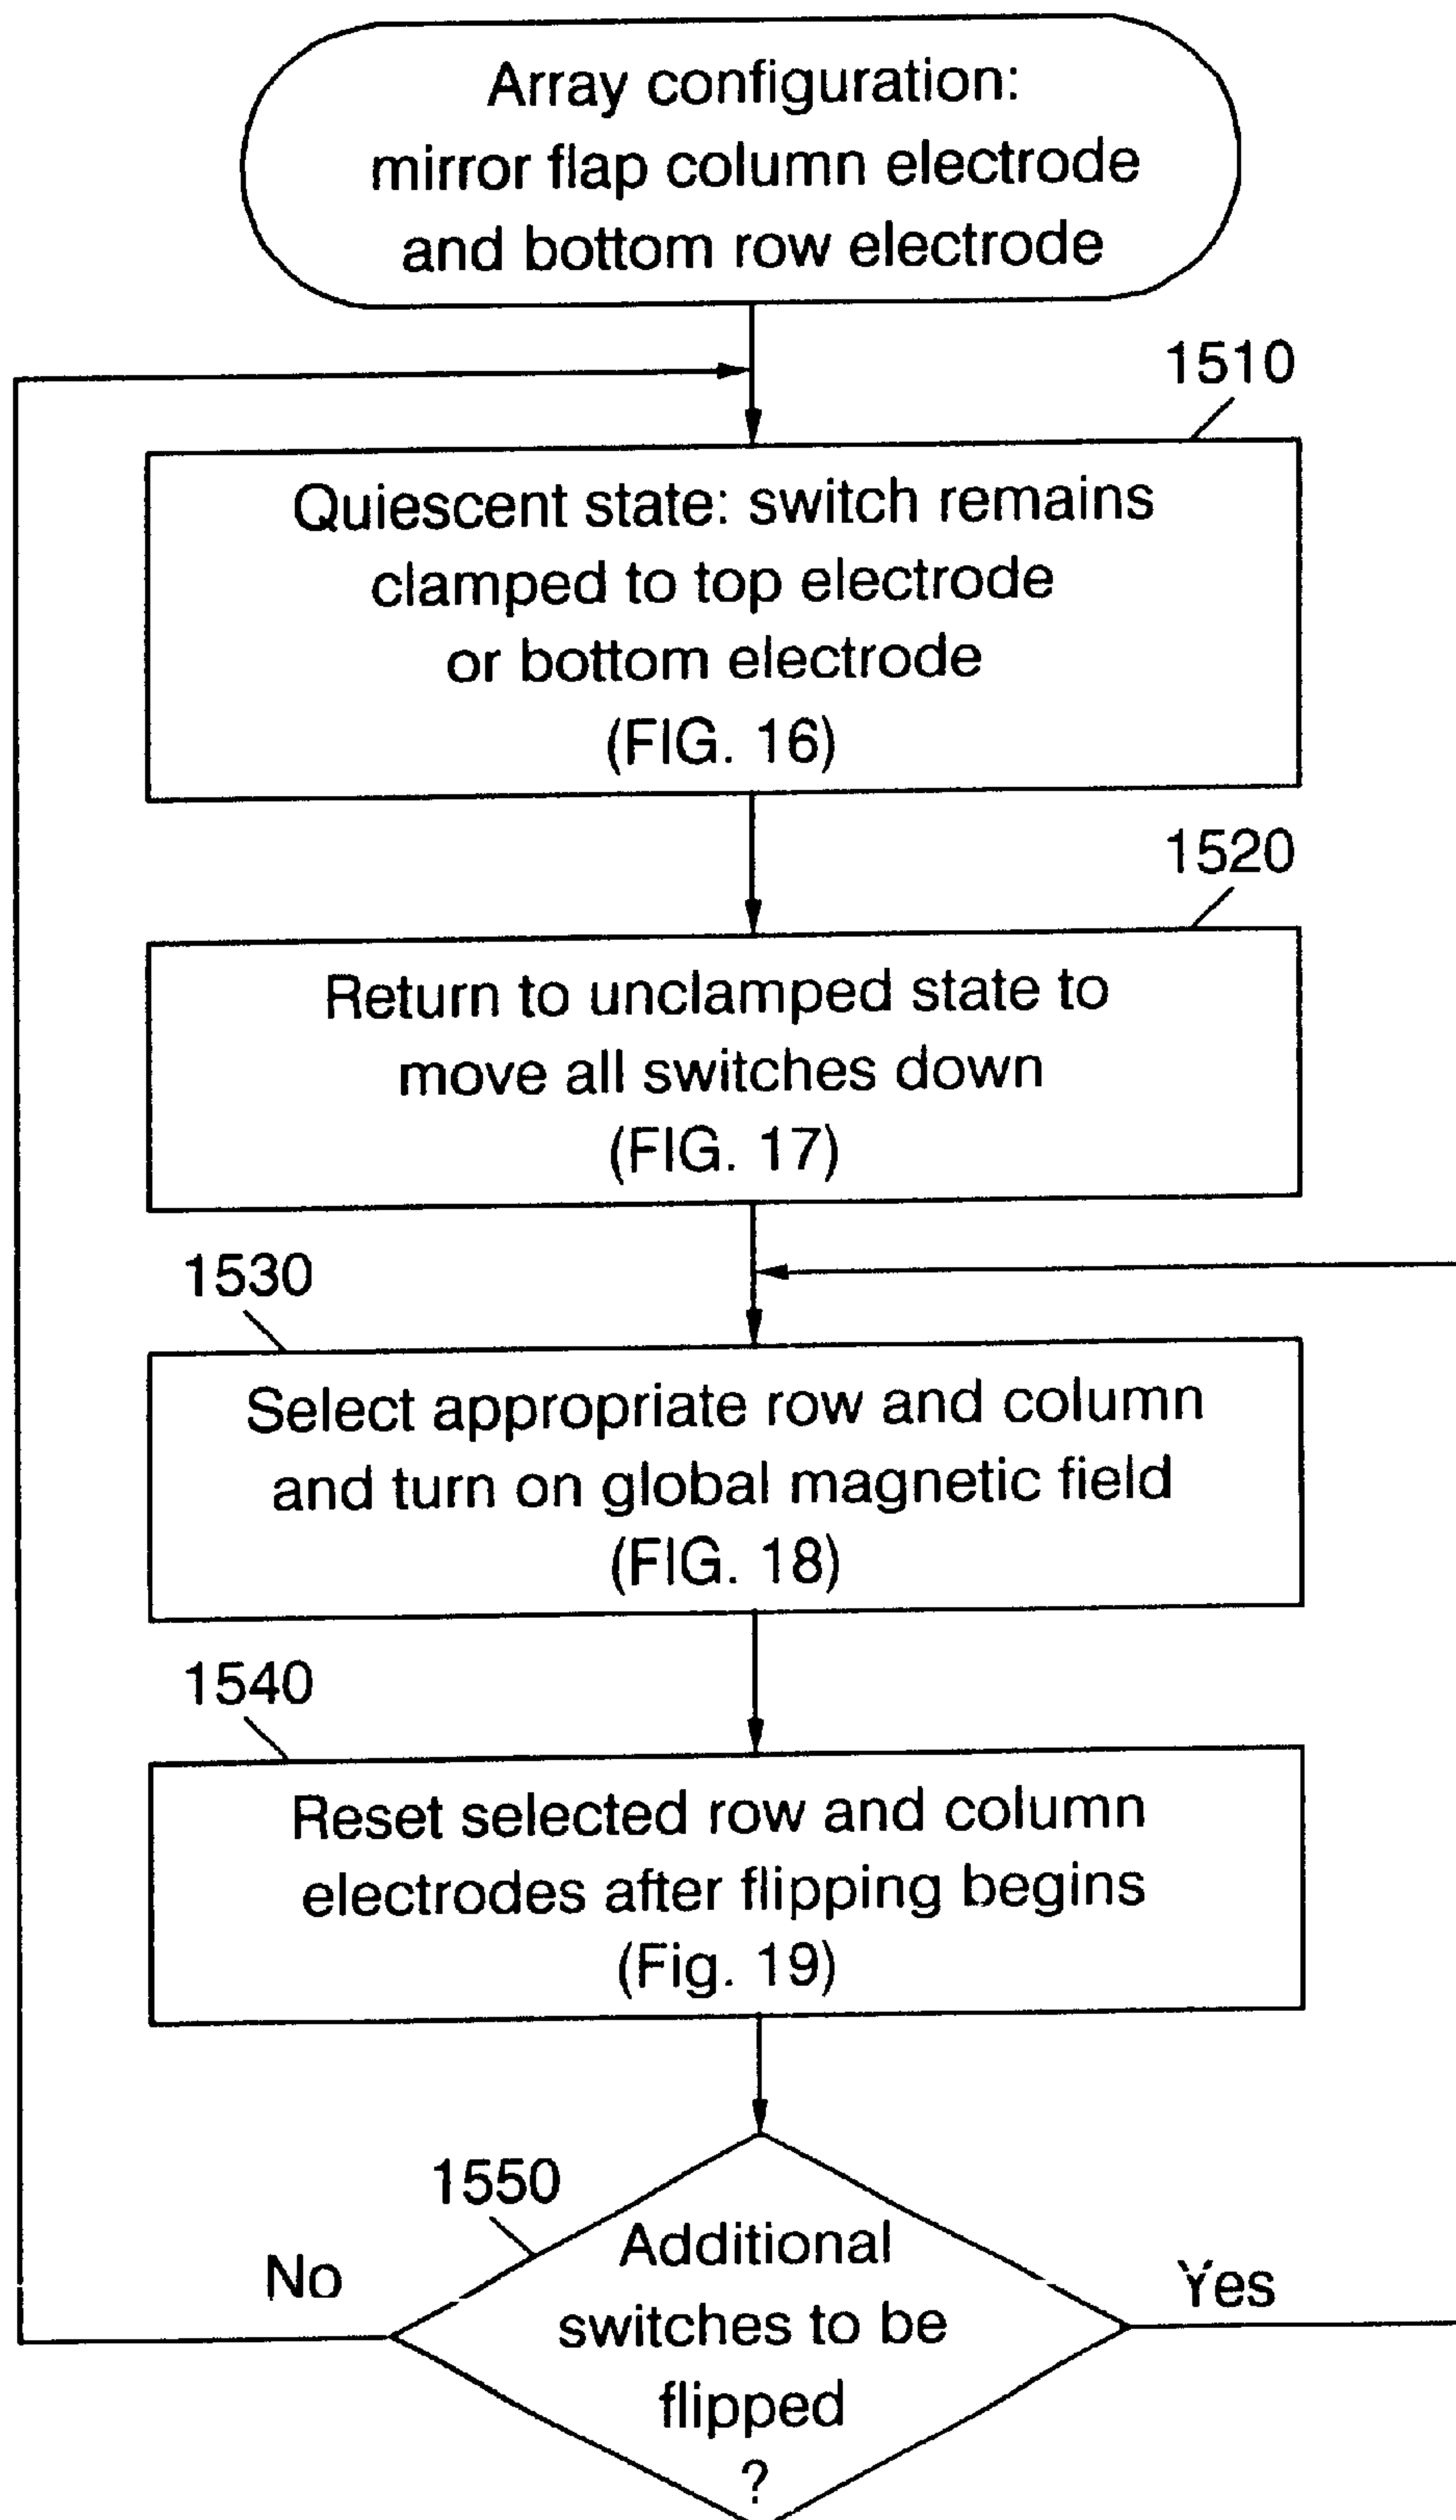 Array configuration:
mirror flap column electrode
and bottom row electrode
1510
Quiescent state: switch remains
clamped to top electrode
or bottom electrode
(FIG. 16)
1520
Return to unclamped state to
move all switches down
(FIG. 17)
1530
Select appropriate row and column
and turn on global magnetic field
(FIG. 18)
1540
Reset selected row and column
electrodes after flipping begins
(Fig. 19)
1550
No
Additional
switches to be
flipped
?
Yes